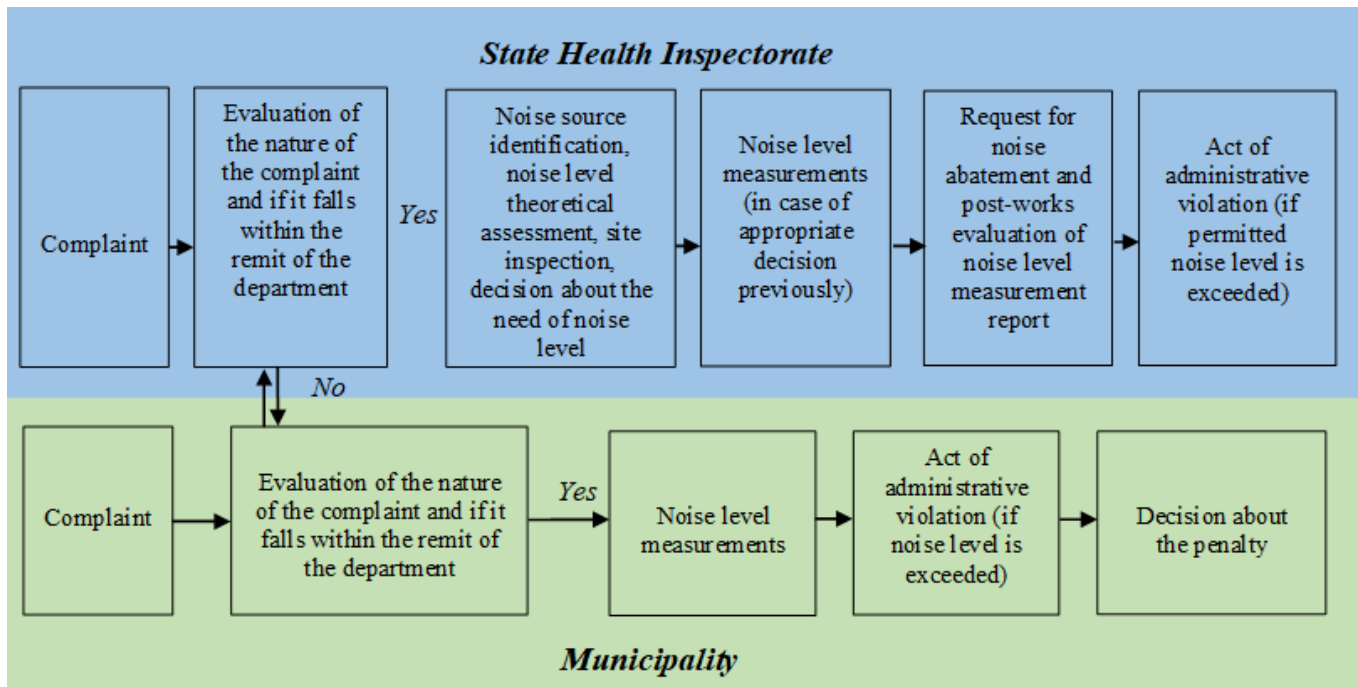 State Health Inspectorate
Complaint
Evaluation of
the nature of
the complaint
and if it falls
within the
remit of the
department
Yes
Noise source
identification,
noise level
theoretical
assessment, site
inspection,
decision about the
need of noise
level
Noise level
measurements
(in case of
appropriate
decision
previously)
Request for
noise
abatement and
post-works
evaluation of
noise level
measurement
report
Act of
administrative
violation (if
permitted
noise level is
exceeded)
No
Complaint
Evaluation of the nature
of the complaint and if it
falls within the remit of
the department
Yes
Noise level
measurements
Act of
administrative
violation (if
noise level is
exceeded)
Decision about
the penalty
Municipality